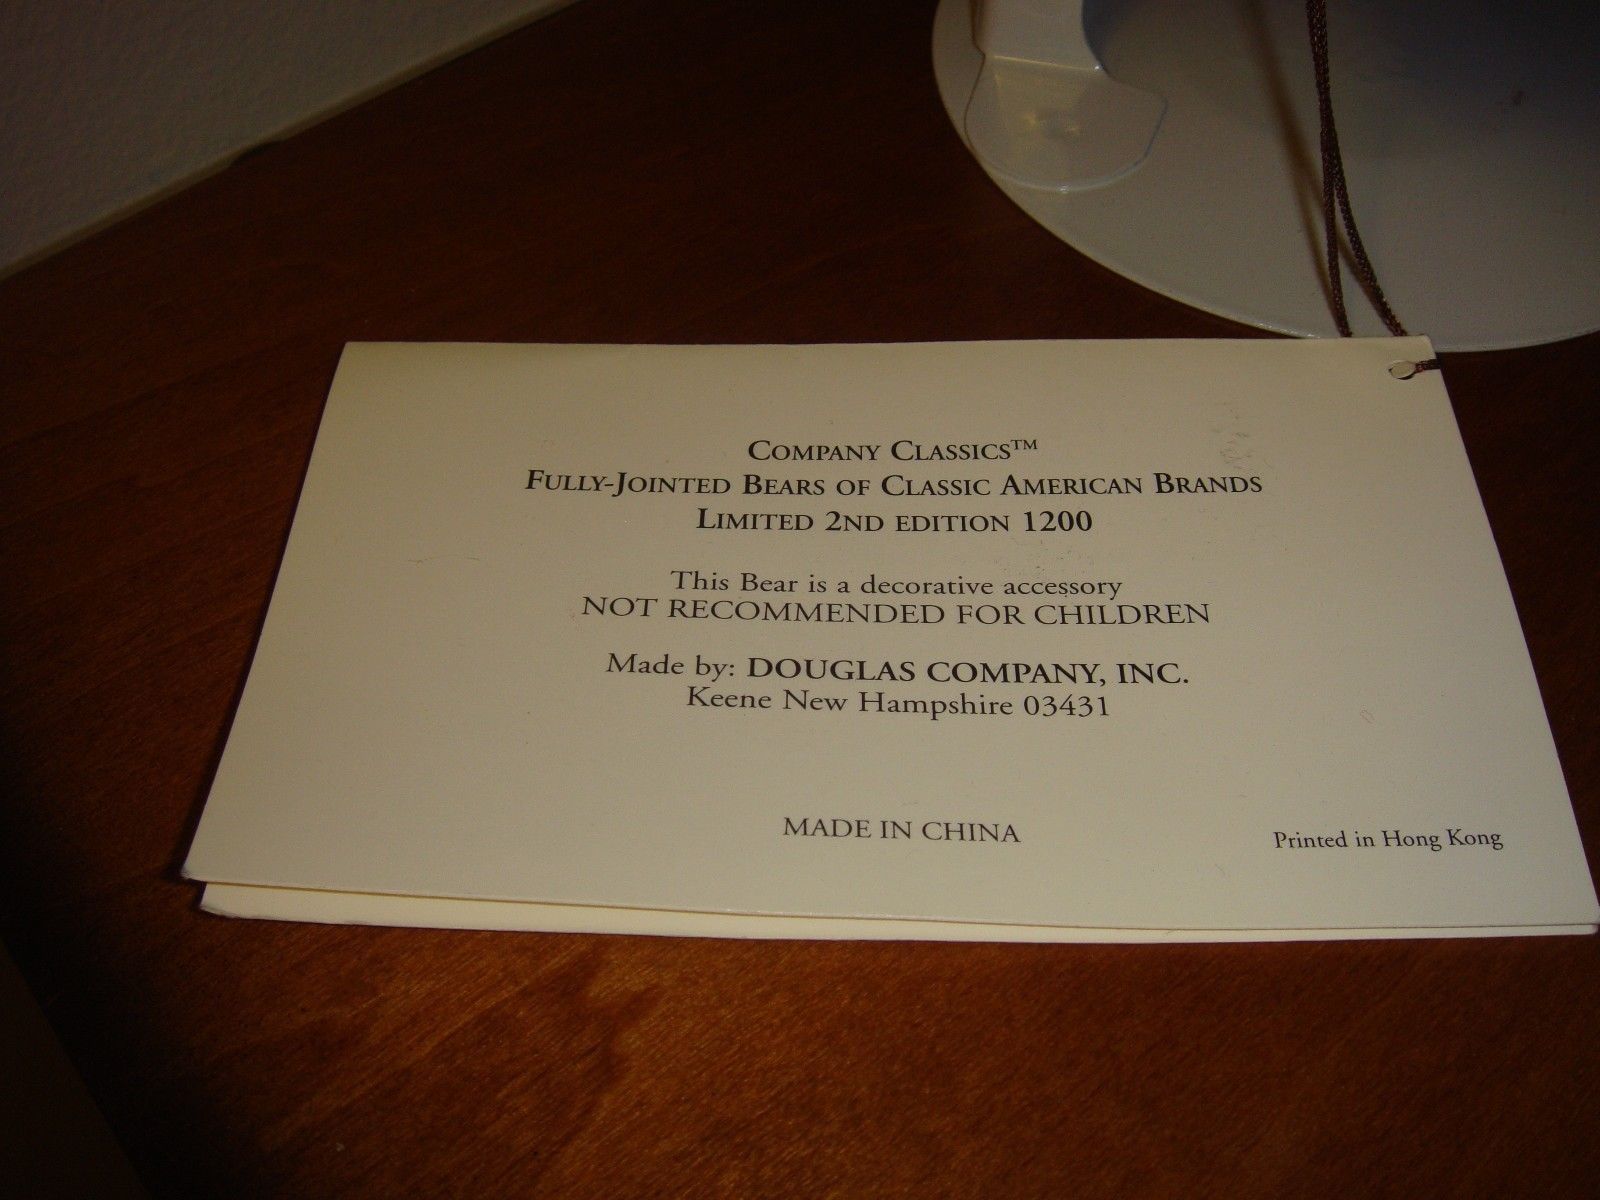 COMPANY CLASSICS™
FULLY-JOINTED BEARS OF CLASSIC AMERICAN BRANDS
LIMITED 2ND EDITION 1200
This Bear is a decorative accessory
NOT RECOMMENDED FOR CHILDREN
Made by: DOUGLAS COMPANY, INC.
Keene New Hampshire 03431
MADE IN CHINA
Printed in Hong Kong